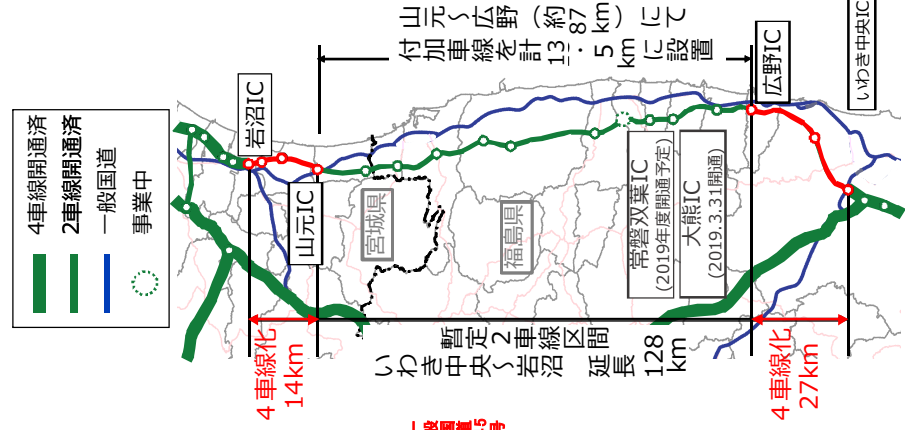 4車線開通済
2車線開通済
一般国道
事業中
山元~広野(約87km)にて
付加車線を計13.5kmに設置
岩沼IC
山元IC
宮城県
福島県
常磐双葉IC
(2019年度開通予定)
大熊IC
(2019.3.31開通)
広野IC
いわき中央IC
4車線化
14km
暫定2車線区間
いわき中央~岩沼 延長128km
4車線化
27km